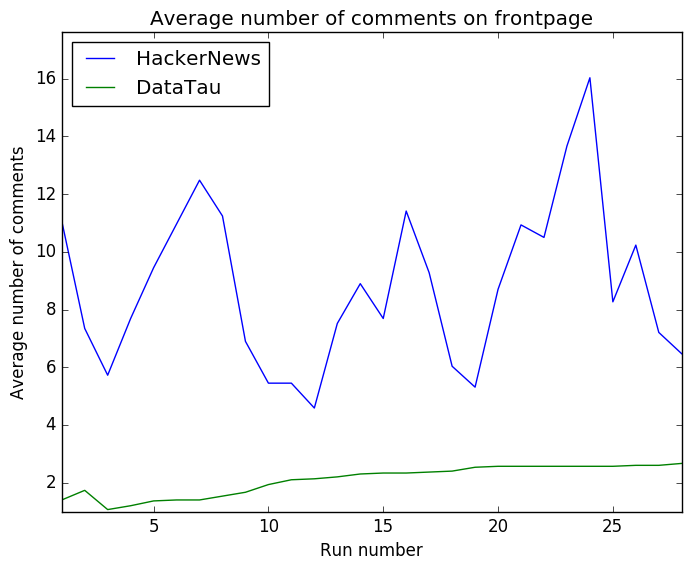 Average number of comments on frontpage
HackerNews
DataTau
16
14
12
10
8
6
4
2
Average number of comments
5
10
15
20
25
Run number